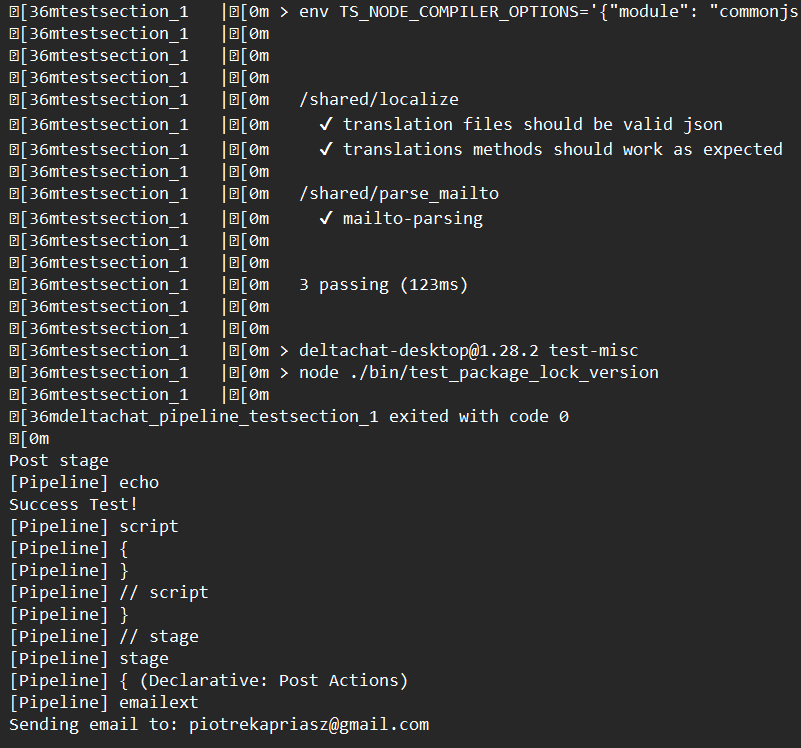 �[36mtestsection_1   |�[0m > env TS_NODE_COMPILER_OPTIONS='{"module": "commonjs
�[36mtestsection_1   |�[0m
�[36mtestsection_1   |�[0m
�[36mtestsection_1   |�[0m
�[36mtestsection_1   |�[0m   /shared/localize
�[36mtestsection_1   |�[0m     ✓ translation files should be valid json
�[36mtestsection_1   |�[0m     ✓ translations methods should work as expected
�[36mtestsection_1   |�[0m
�[36mtestsection_1   |�[0m   /shared/parse_mailto
�[36mtestsection_1   |�[0m     ✓ mailto-parsing
�[36mtestsection_1   |�[0m
�[36mtestsection_1   |�[0m
�[36mtestsection_1   |�[0m   3 passing (123ms)
�[36mtestsection_1   |�[0m
�[36mtestsection_1   |�[0m
�[36mtestsection_1   |�[0m > deltachat-desktop@1.28.2 test-misc
�[36mtestsection_1   |�[0m > node ./bin/test_package_lock_version
�[36mtestsection_1   |�[0m
�[36mdeltachat_pipeline_testsection_1 exited with code 0
�[0m
Post stage
[Pipeline] echo
Success Test!
[Pipeline] script
[Pipeline] {
[Pipeline] }
[Pipeline] // script
[Pipeline] }
[Pipeline] // stage
[Pipeline] stage
[Pipeline] { (Declarative: Post Actions)
[Pipeline] emailext
Sending email to: piotrekapriasz@gmail.com